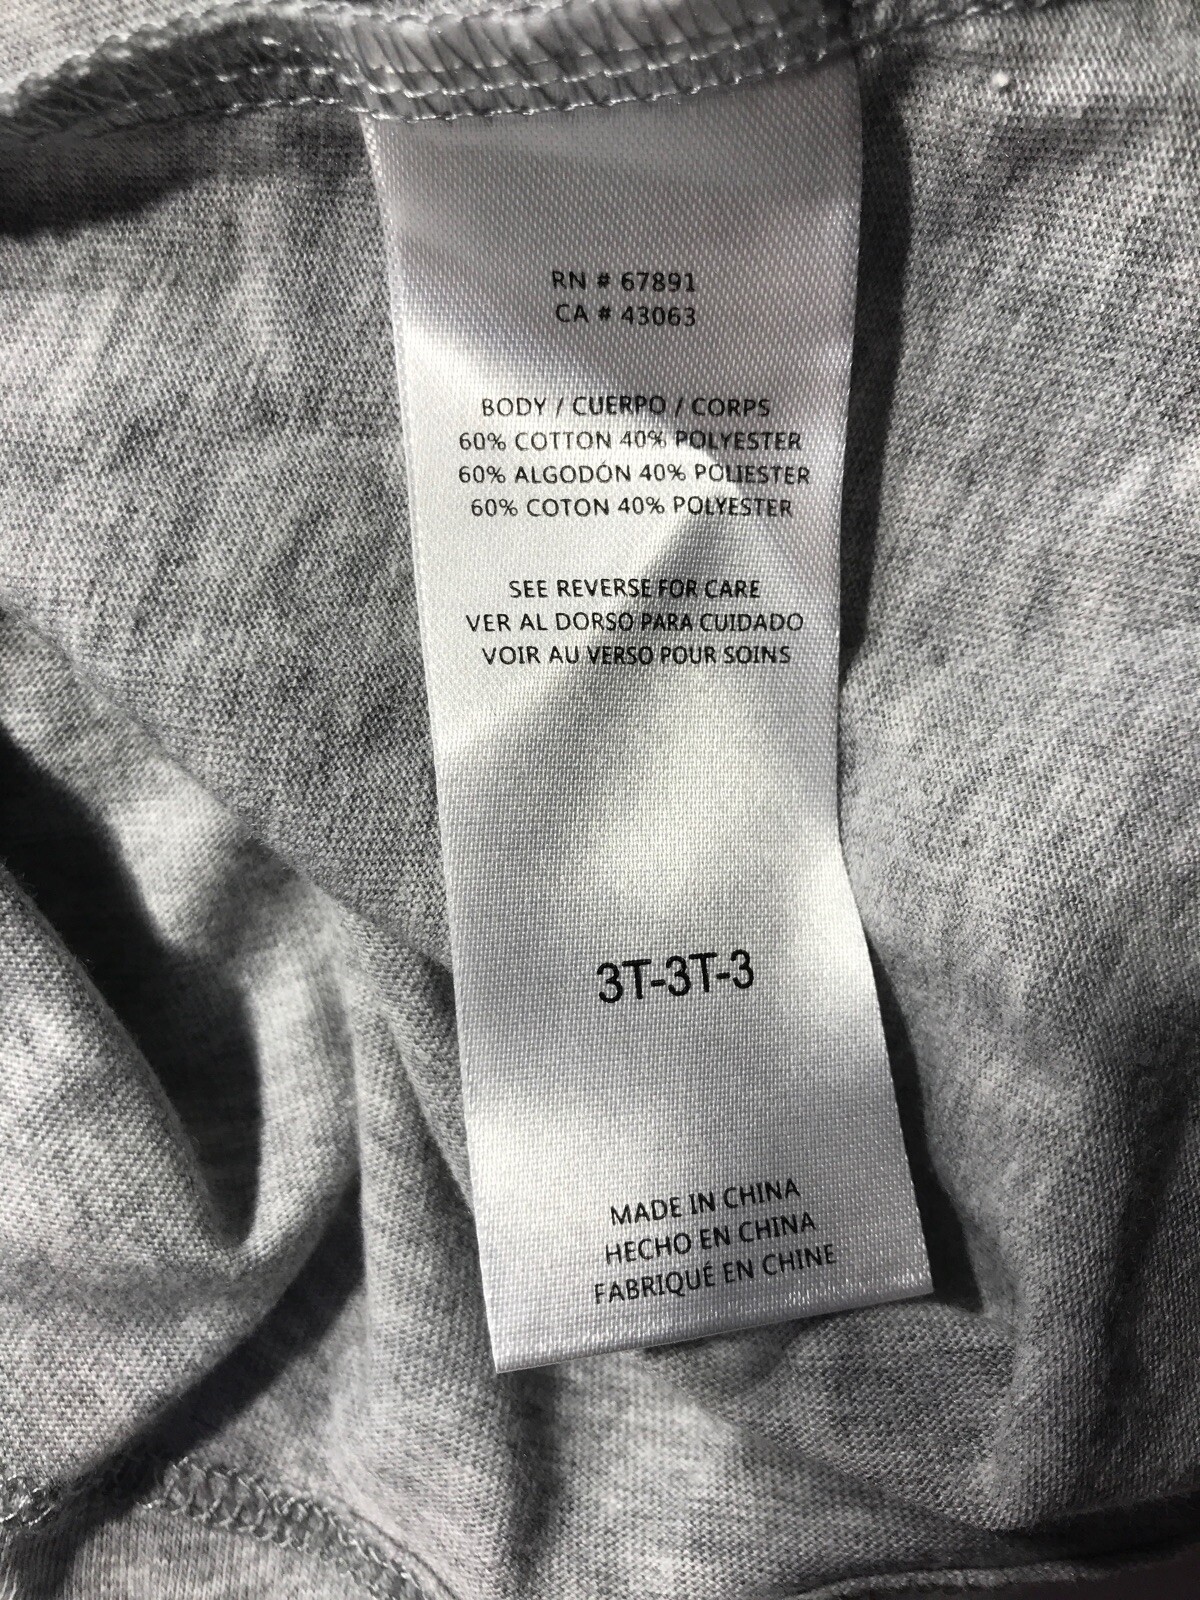 RN # 67891
CA # 43063
BODY / CUERPO / CORPS
60% COTTON 40% POLYESTER
60% ALGODÓN 40% POLIESTER
60% COTON 40% POLYESTER
SEE REVERSE FOR CARE
VER AL DORSO PARA CUIDADO
VOIR AU VERSO POUR SOINS
3T-3T-3
MADE IN CHINA
HECHO EN CHINA
FABRIQUÉ EN CHINE